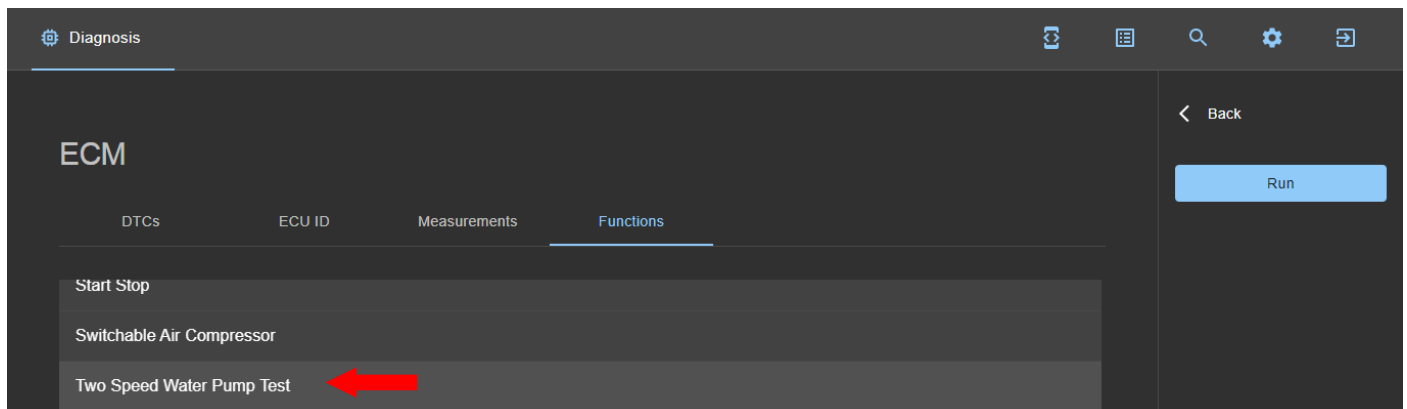 Diagnosis
Back
ECM
Run
DTCs ECU ID Measurements Functions
Start Stop
Switchable Air Compressor
Two Speed Water Pump Test